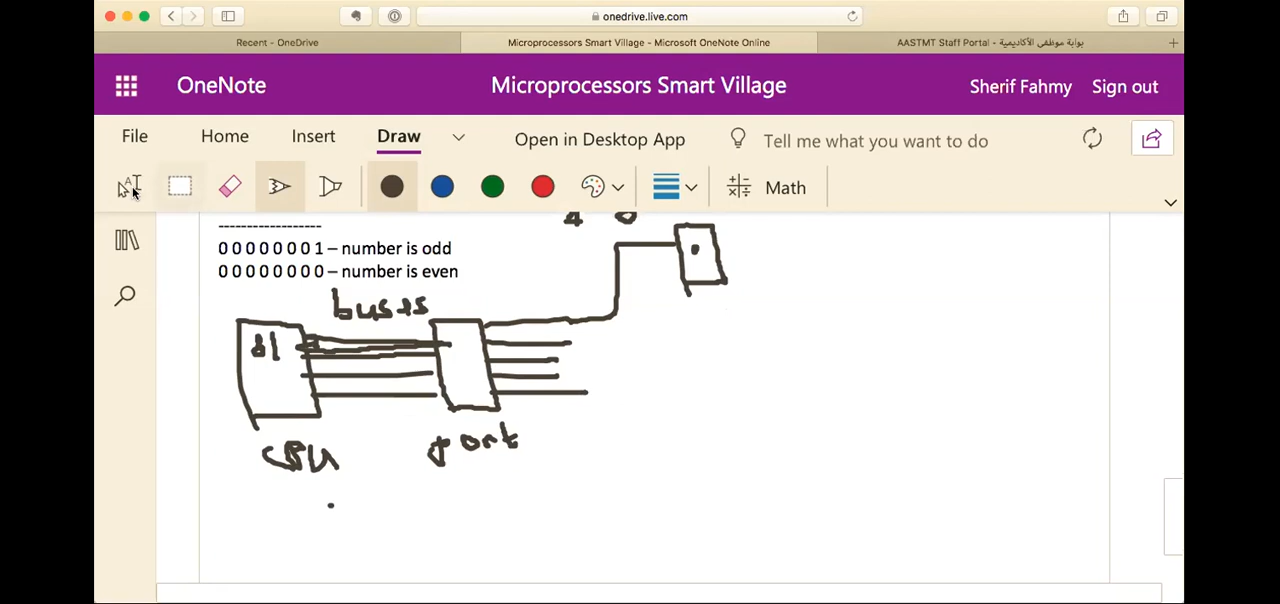 onedrive.live.com
Recent - OneDrive
Microprocessors Smart Village - Microsoft OneNote Online
AASTMT Staff Portal - بوابة موظفى الأكاديمية
OneNote
Microprocessors Smart Village
Sherif Fahmy
Sign out
File
Home
Insert
Draw
Open in Desktop App
Tell me what you want to do
Math
------------------
0 0 0 0 0 0 0 1 – number is odd
0 0 0 0 0 0 0 0 – number is even
buses
CPU
port